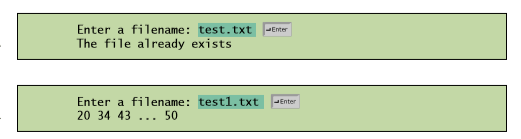 Enter a filename: test.txt ↵Enter
The file already exists
Enter a filename: test1.txt ↵Enter
20 34 43 ... 50